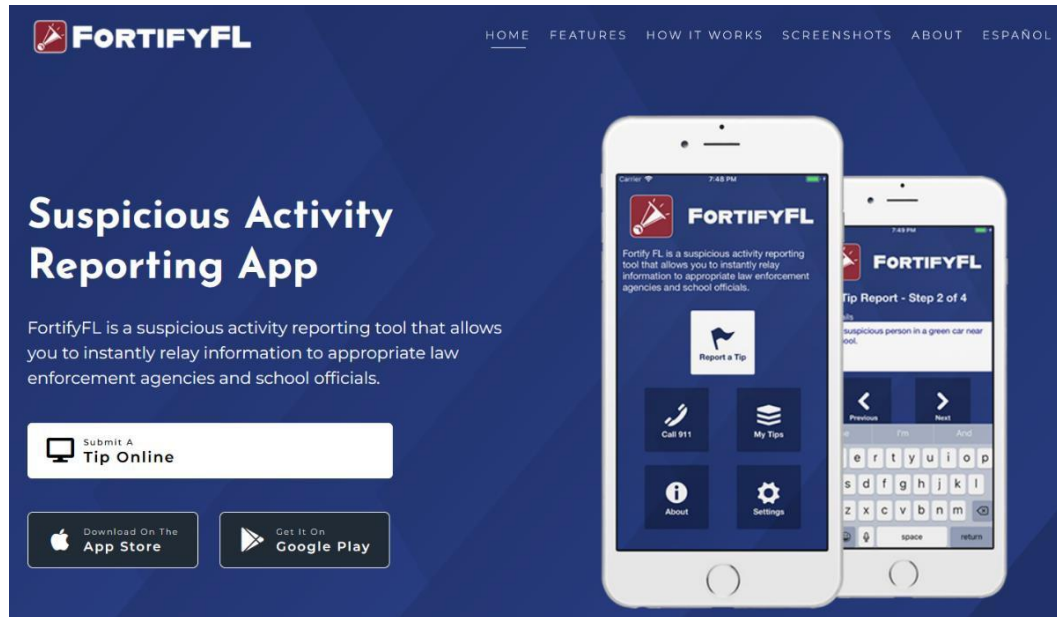 FORTIFYFL
HOME FEATURES HOW IT WORKS SCREENSHOTS ABOUT ESPAÑOL
Suspicious Activity
Reporting App
FortifyFL is a suspicious activity reporting tool that allows
you to instantly relay information to appropriate law
enforcement agencies and school officials.
Submit A
Tip Online
Download On The
App Store
Get It On
Google Play
Carrier 7:48 PM
FORTIFYFL
Fortify FL is a suspicious activity reporting
tool that allows you to instantly relay
information to appropriate law enforcement
agencies and school officials.
Report a Tip
Call 911 My Tips
About Settings
7:49 PM
FORTIFYFL
Tip Report - Step 2 of 4
suspicious person in a green car near
Previous Next
I'm And
e r t y u i o p
s d f g h j k l
z x c v b n m
space return